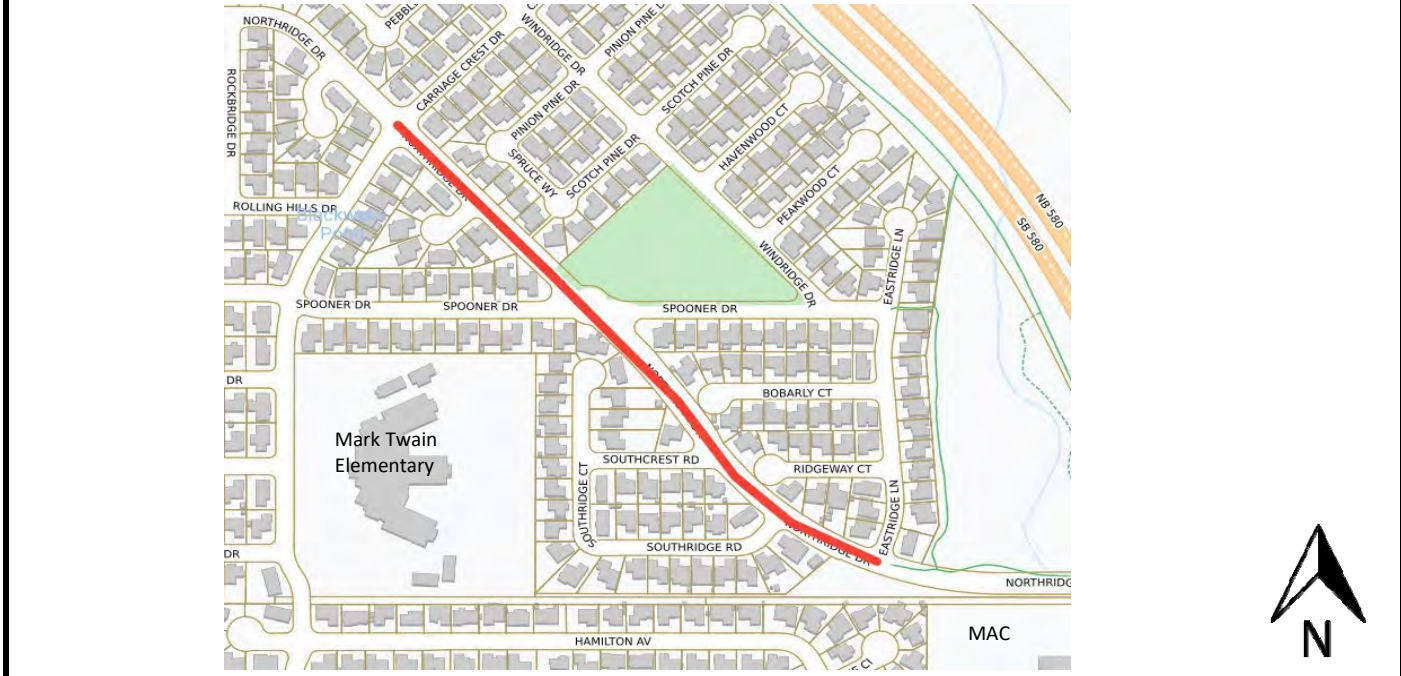 NORTHRIDGE DR
PEBBL
CARRIAGE CREST DR
WINDRIDGE DR
PINION PINE D
SCOTCH PINE DR
PINION PINE DR
SPRUCE WY
SCOTCH PINE DR
HAVENWOOD CT
PEAKWOOD CT
ROCKBRIDGE DR
ROLLING HILLS DR
NB 580
SB 580
EASTRIDGE LN
WINDRIDGE DR
SPOONER DR
SPOONER DR
SPOONER DR
DR
BOBARLY CT
Mark Twain
Elementary
SOUTHCREST RD
RIDGEWAY CT
SOUTHRIDGE CT
EASTRIDGE LN
SOUTHRIDGE RD
NORTHRIDGE DR
DR
NORTHRIDG
HAMILTON AV
MAC
N